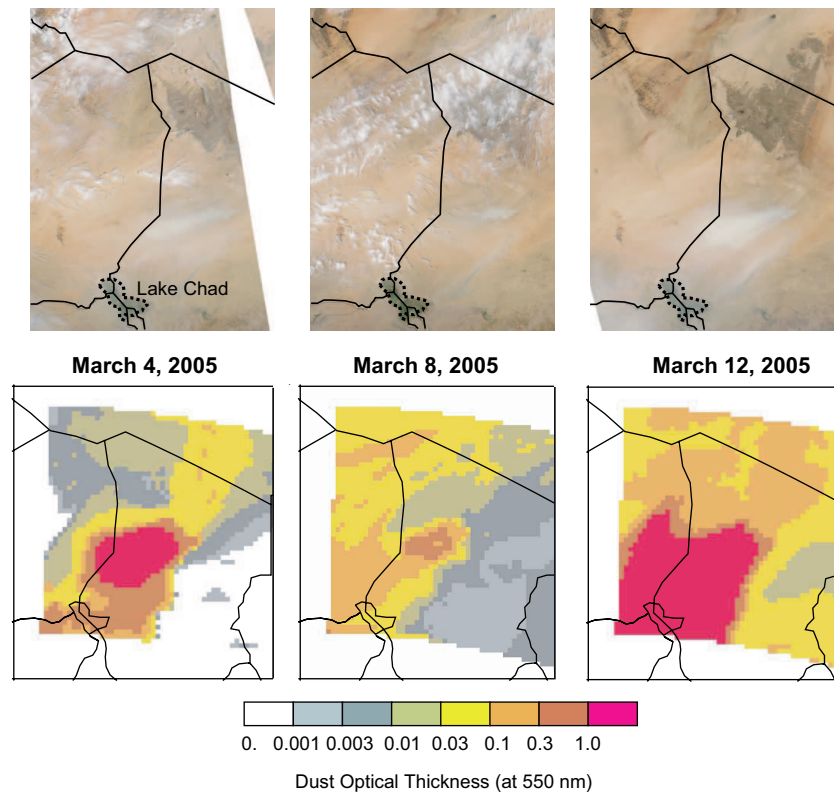 Lake Chad
March 4, 2005
March 8, 2005
March 12, 2005
0. 0.001 0.003 0.01 0.03 0.1 0.3 1.0
Dust Optical Thickness (at 550 nm)